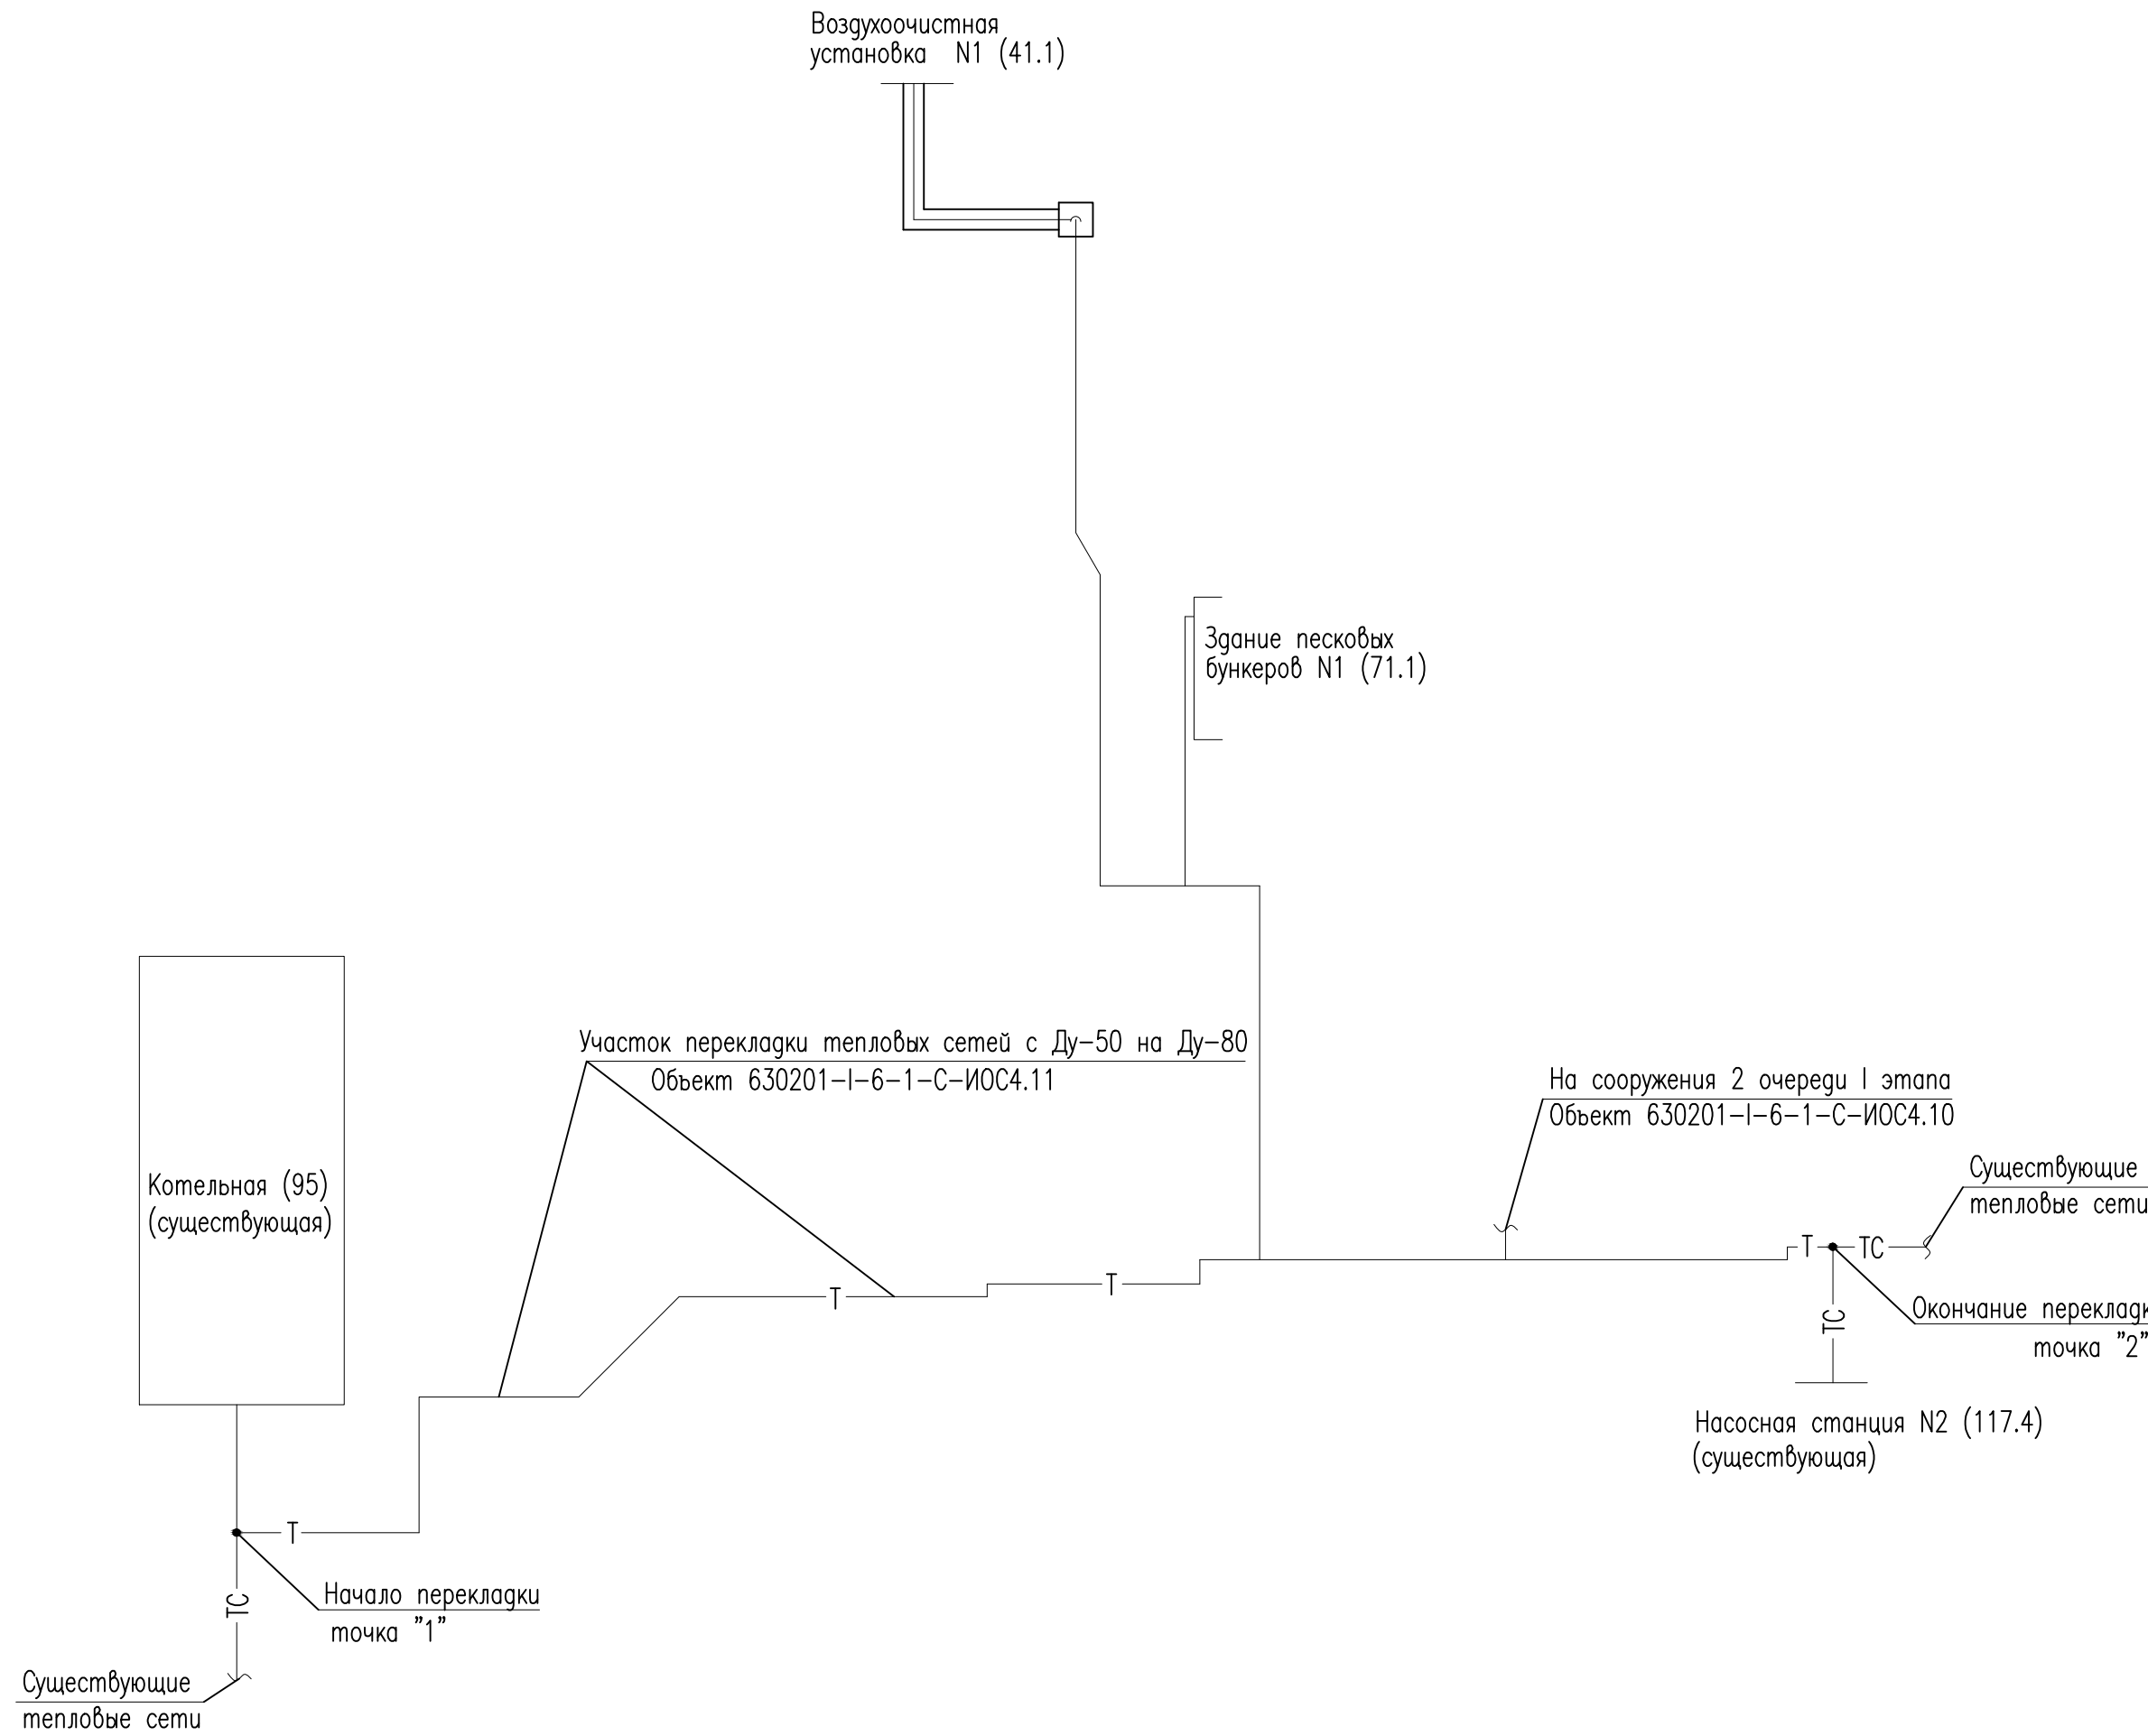 Воздухоочистная
установка N1 (41.1)
Здание песковых
бункеров N1 (71.1)
Участок перекладки тепловых сетей с Ду-50 на Ду-80
Объект 630201-I-6-1-С-ИОС4.11
На сооружения 2 очереди I этапа
Объект 630201-I-6-1-С-ИОС4.10
Существующие
тепловые сети
Котельная (95)
(существующая)
Т
ТС
Т
Т
Окончание переклад
точка "2"
ТС
Насосная станция N2 (117.4)
(существующая)
Т
Начало перекладки
точка "1"
ТС
Существующие
тепловые сети